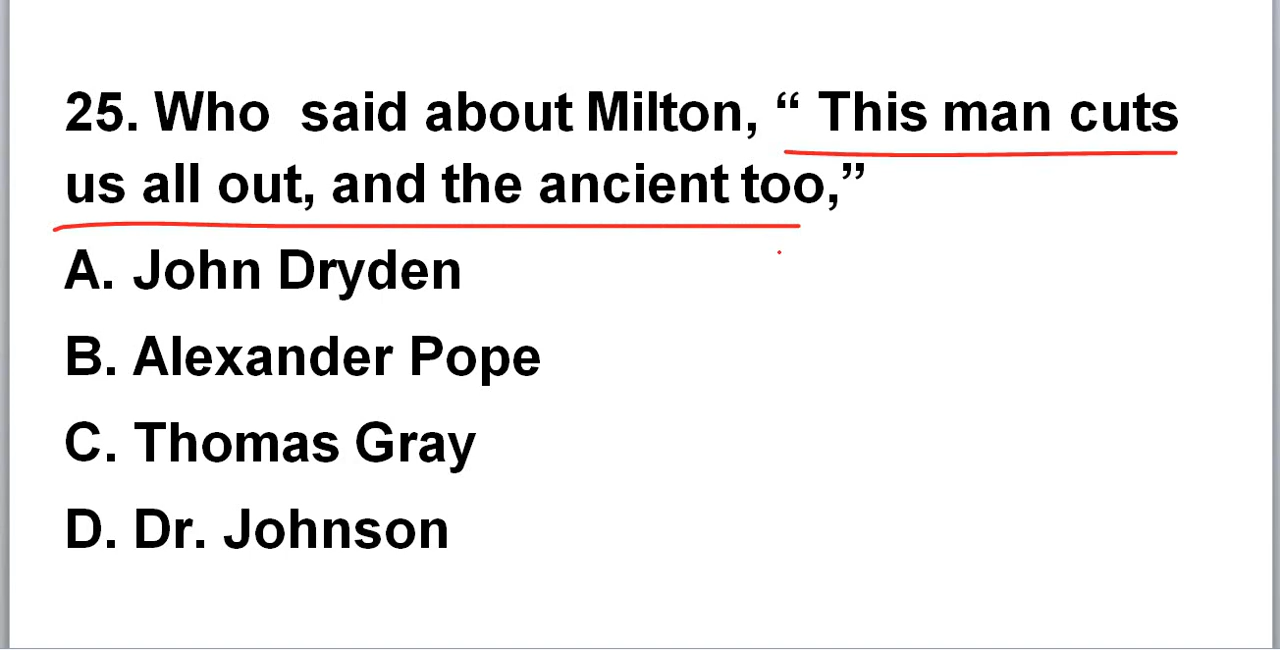 25. Who said about Milton, “ This man cuts
us all out, and the ancient too,”
A. John Dryden
B. Alexander Pope
C. Thomas Gray
D. Dr. Johnson